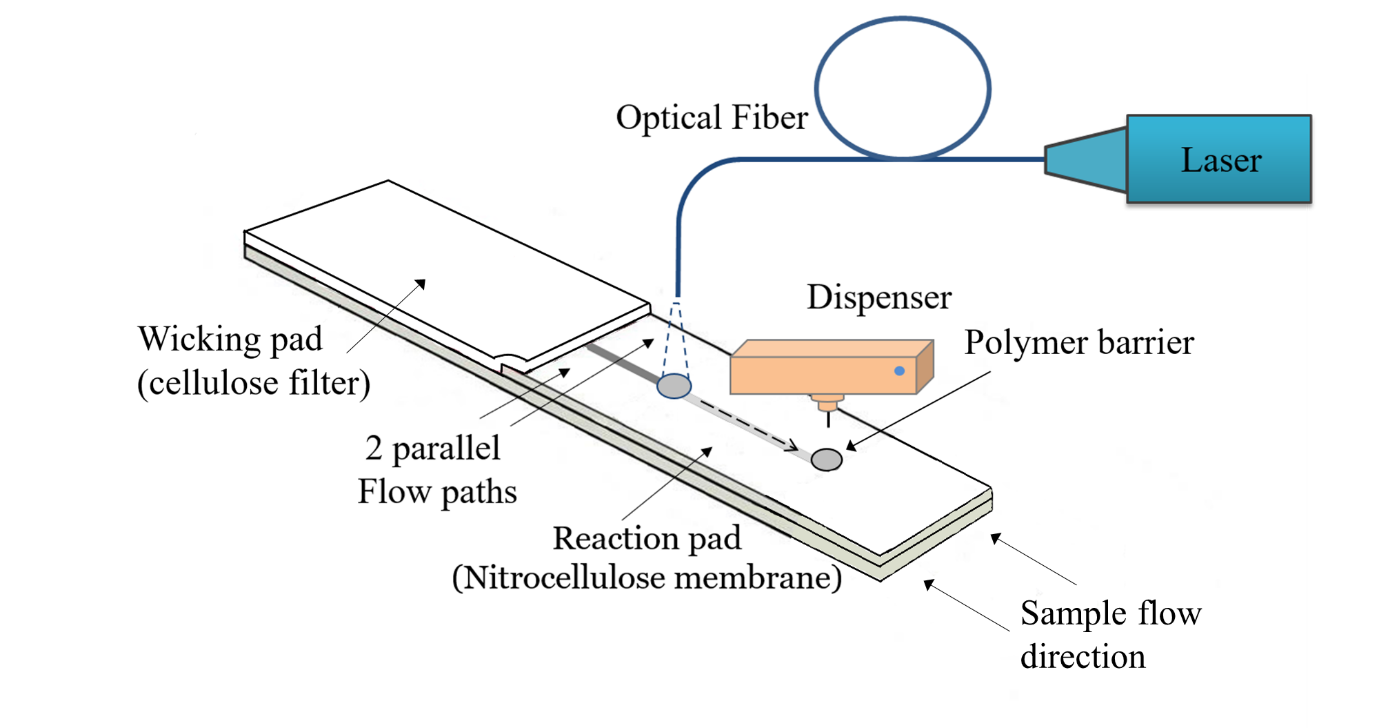 Optical Fiber
Laser
Dispenser
Polymer barrier
Wicking pad
(cellulose filter)
2 parallel
Flow paths
Reaction pad
(Nitrocellulose membrane)
Sample flow
direction